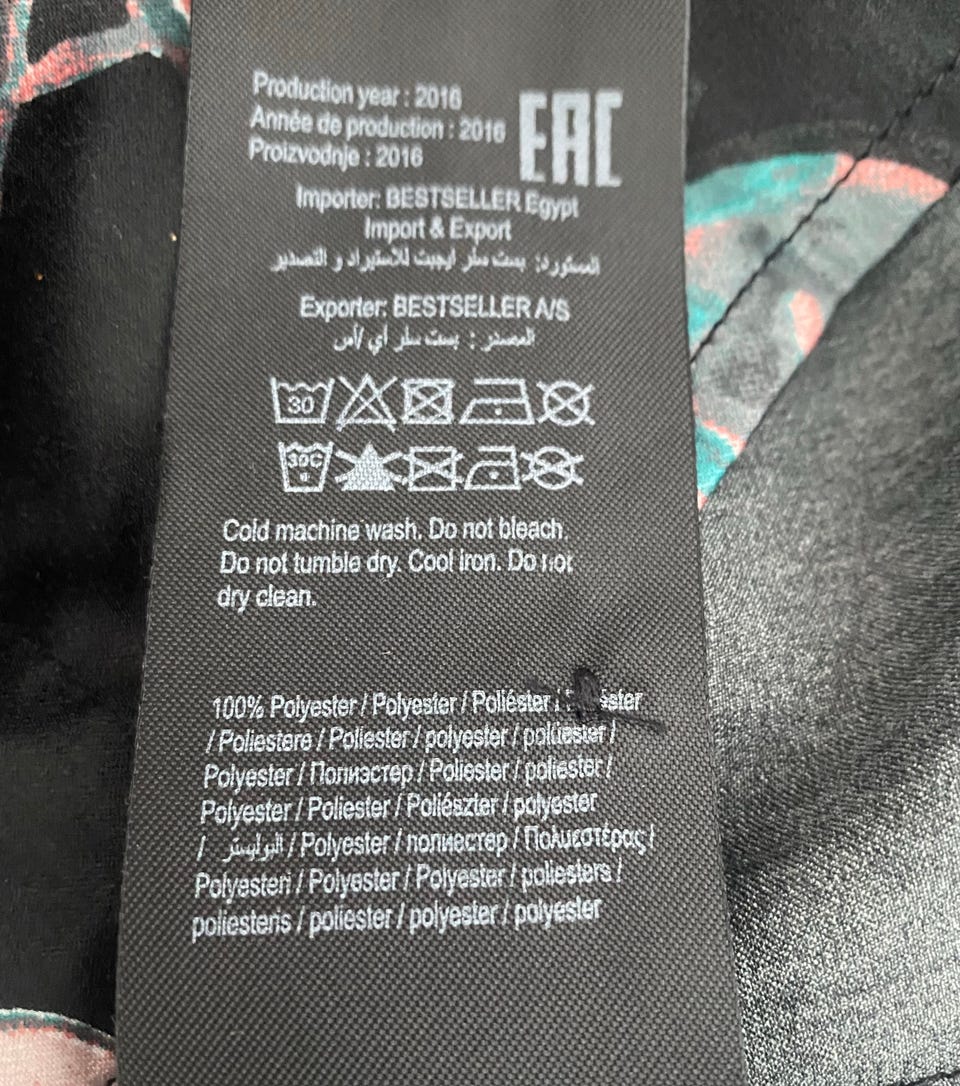 Production year : 2016
Année de production : 2016
Proizvodnje : 2016
EAC
Importer: BESTSELLER Egypt
Import & Export
المستورد: بست سلر ايجبت للاستيراد و التصدير
Exporter: BESTSELLER A/S
المصدر : بست سلر أي/أس
30
30C
Cold machine wash. Do not bleach.
Do not tumble dry. Cool iron. Do not
dry clean.
100% Polyester / Polyester / Poliéster /
/ Poliestere / Poliester / polyester / poliüester /
Polyester / Полиэстер / Poliester / poliester /
Polyester / Poliester / Poliészter / polyester
/ البوليستر / Polyester / полиестер / Πολυεστέρας /
Polyesteri / Polyester / Polyester / poliesters /
poliesteris / poliester / polyester / polyester